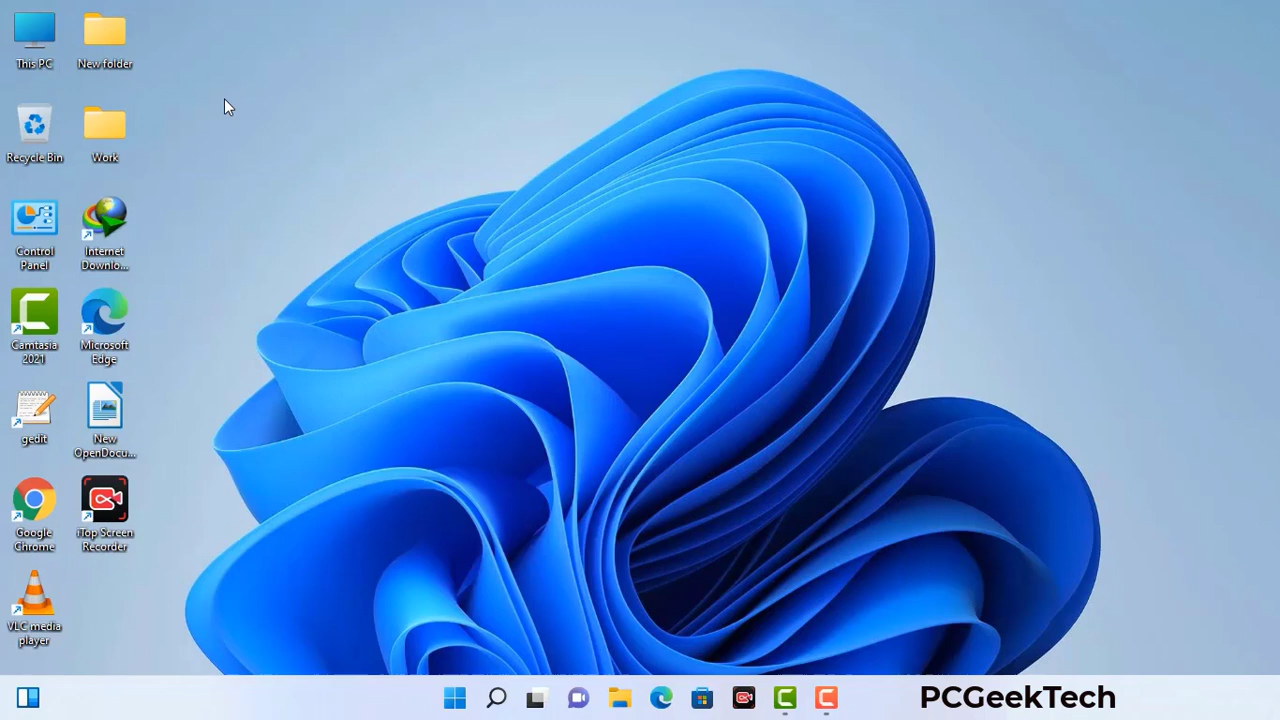 This PC
New folder
Recycle Bin
Work
Control
Panel
Internet
Downlo...
Camtasia
2021
Microsoft
Edge
gedit
New
OpenDocu...
Google
Chrome
iTop Screen
Recorder
VLC media
player
PCGeekTech